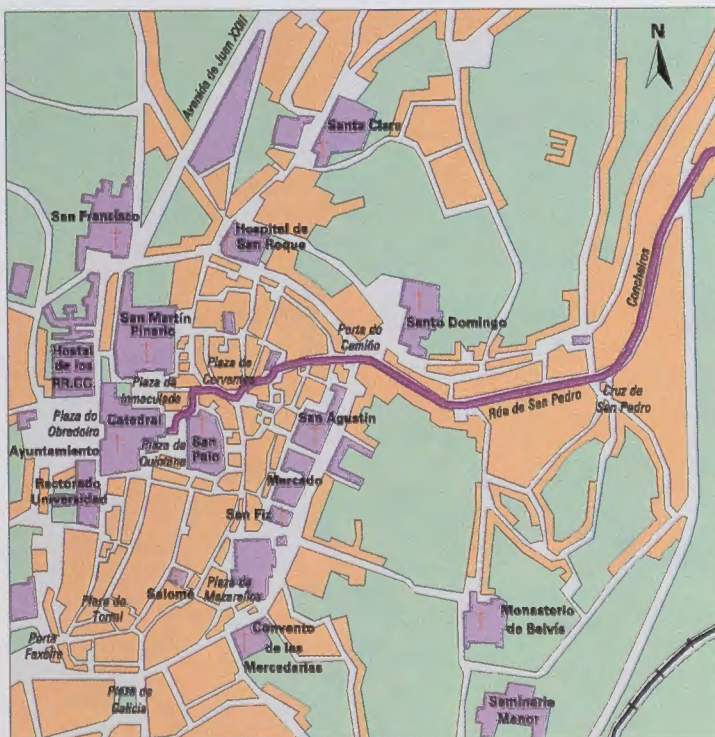 N
Avenida de Juan XXIII
Santa Clara
San Francisco
Hospital de
San Roque
Concheiros
San Martín
Pinario
Porta do
Camiño
Santo Domingo
Hostal
de los
RR.CC.
Plaza de
Cervantes
Plaza da
Inmaculada
Cruz de
San Pedro
Rúa de San Pedro
Plaza do
Obradoiro
Catedral
San Agustín
Ayuntamiento
Plaza de
Quintana
San
Paio
Rectorado
Universidad
Mercado
San Fiz
Salomé
Plaza de
Mazarelos
Plaza do
Toral
Monasterio
de Belvís
Porta
Faxeira
Convento
de las
Mercedarias
Plaza de
Galicia
Seminario
Menor